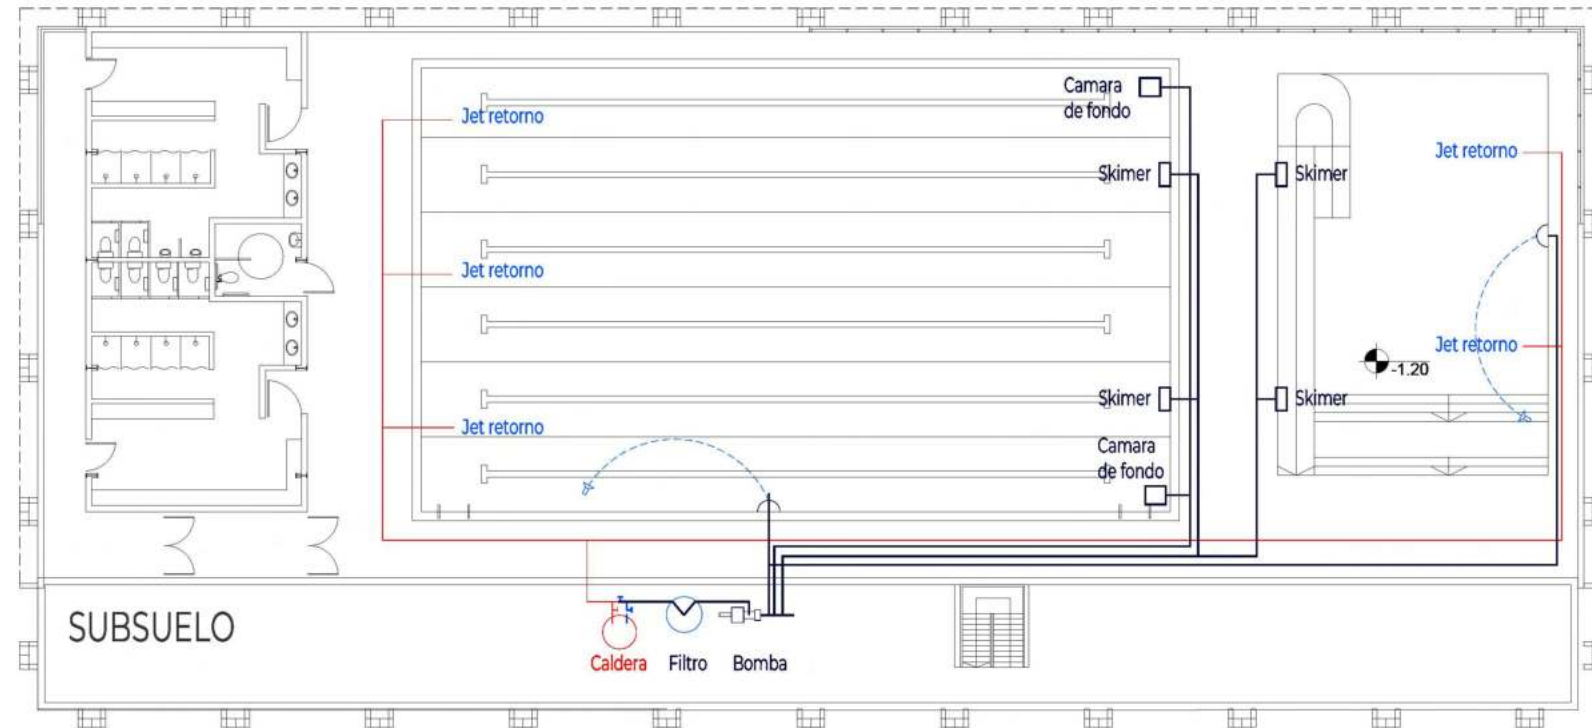 Camara
de fondo
Jet retorno
Jet retorno
Skimer
Skimer
Jet retorno
Jet retorno
-1.20
Skimer
Skimer
Jet retorno
Camara
de fondo
SUBSUELO
Caldera
Filtro
Bomba